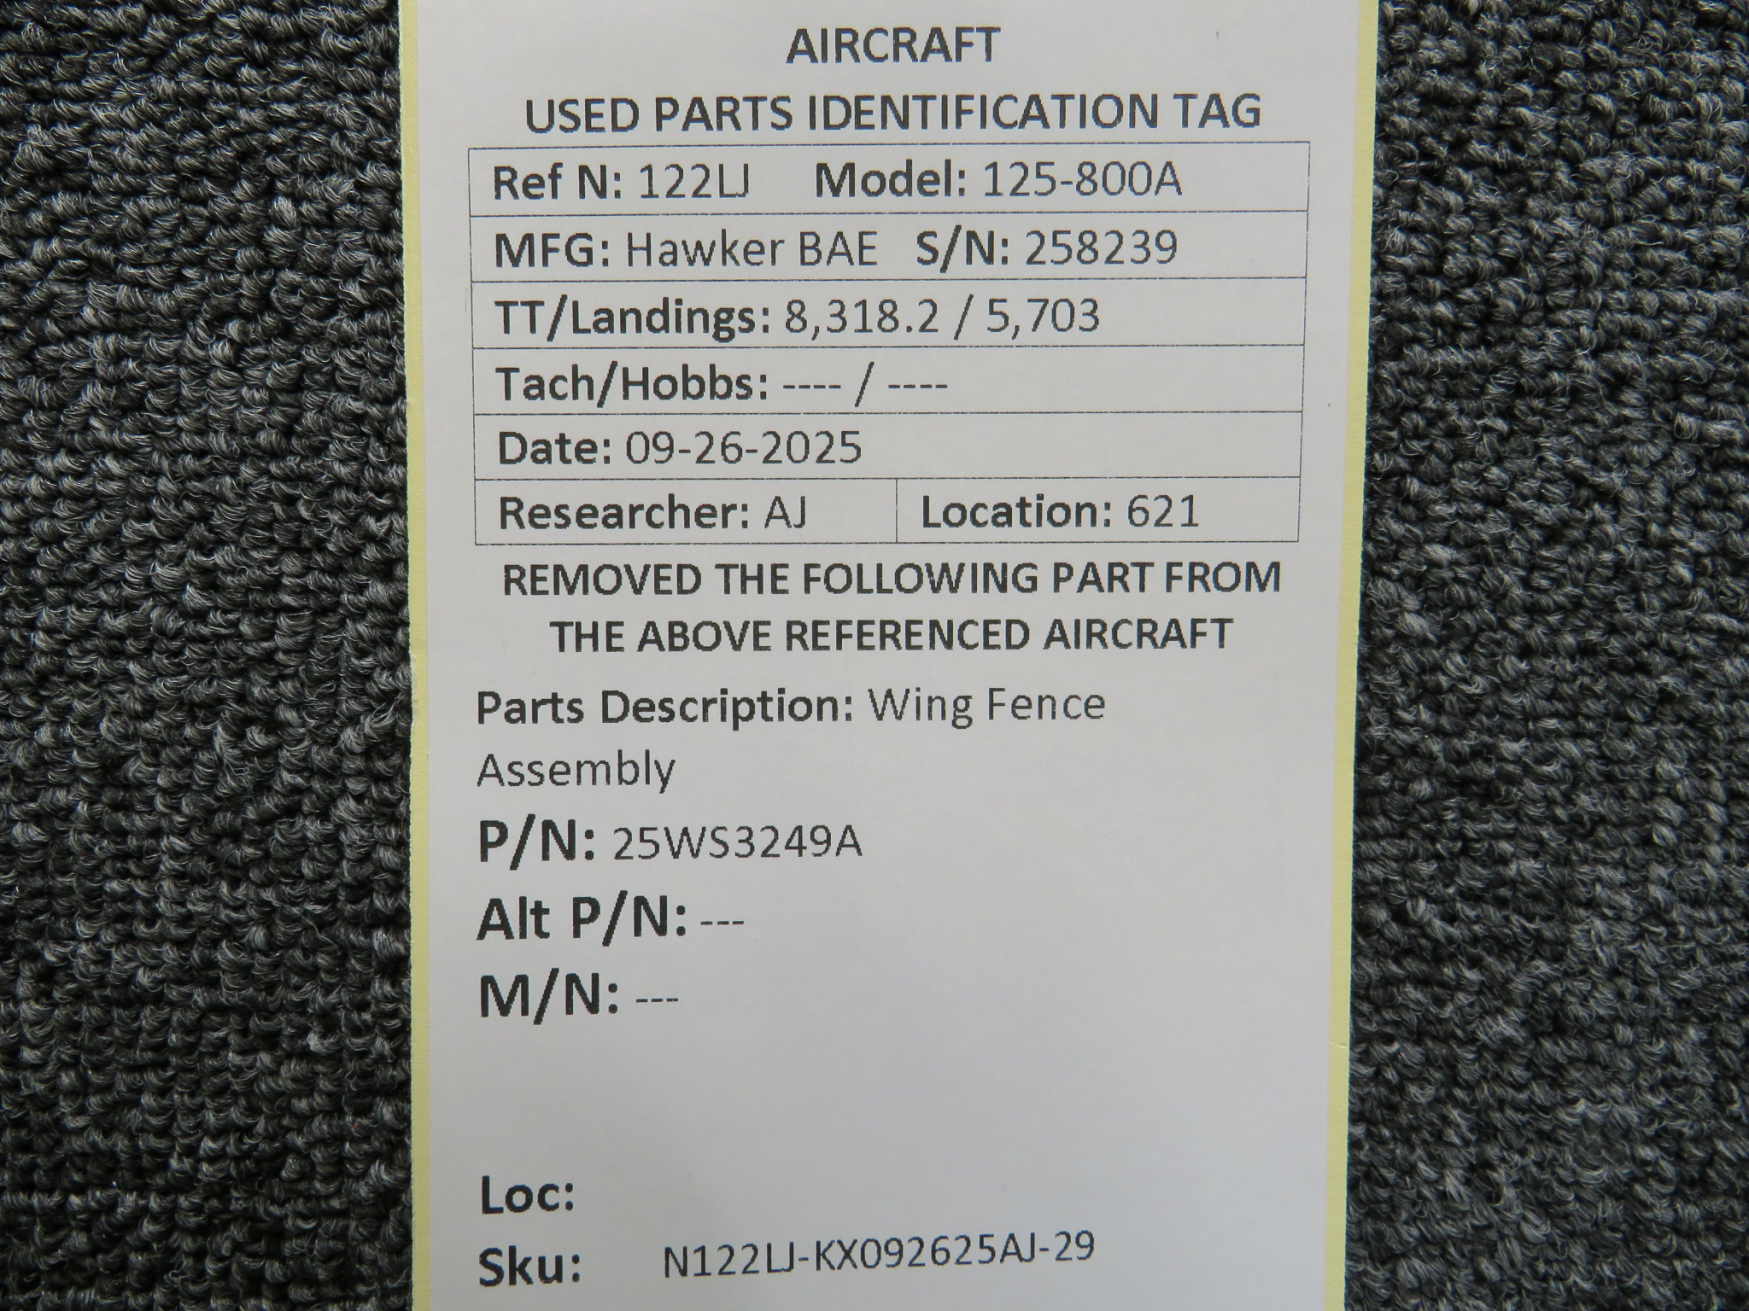 AIRCRAFT
USED PARTS IDENTIFICATION TAG
Ref N: 122LJ Model: 125-800A
MFG: Hawker BAE S/N: 258239
TT/Landings: 8,318.2 / 5,703
Tach/Hobbs: ---- / ----
Date: 09-26-2025
Researcher: AJ Location: 621
REMOVED THE FOLLOWING PART FROM
THE ABOVE REFERENCED AIRCRAFT
Parts Description: Wing Fence
Assembly
P/N: 25WS3249A
Alt P/N: ---
M/N: ---
Loc:
Sku: N122LJ-KX092625AJ-29